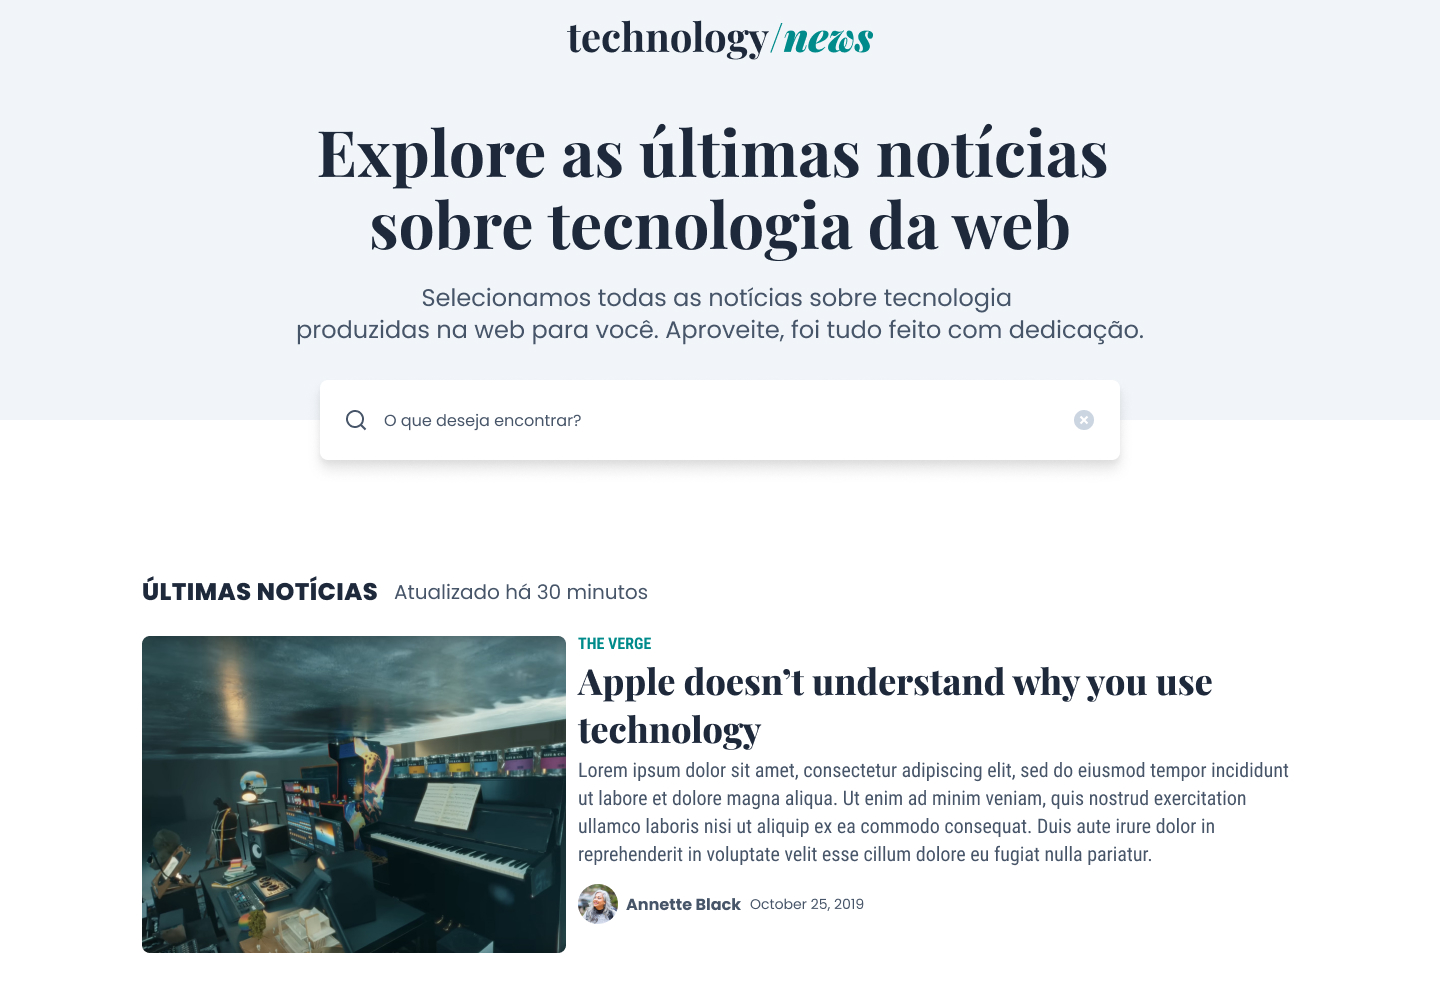 technology/news
Explore as últimas notícias
sobre tecnologia da web
Selecionamos todas as notícias sobre tecnologia
produzidas na web para você. Aproveite, foi tudo feito com dedicação.
O que deseja encontrar?
ÚLTIMAS NOTÍCIAS Atualizado há 30 minutos
THE VERGE
Apple doesn’t understand why you use
technology
Lorem ipsum dolor sit amet, consectetur adipiscing elit, sed do eiusmod tempor incididunt
ut labore et dolore magna aliqua. Ut enim ad minim veniam, quis nostrud exercitation
ullamco laboris nisi ut aliquip ex ea commodo consequat. Duis aute irure dolor in
reprehenderit in voluptate velit esse cillum dolore eu fugiat nulla pariatur.
Annette Black October 25, 2019